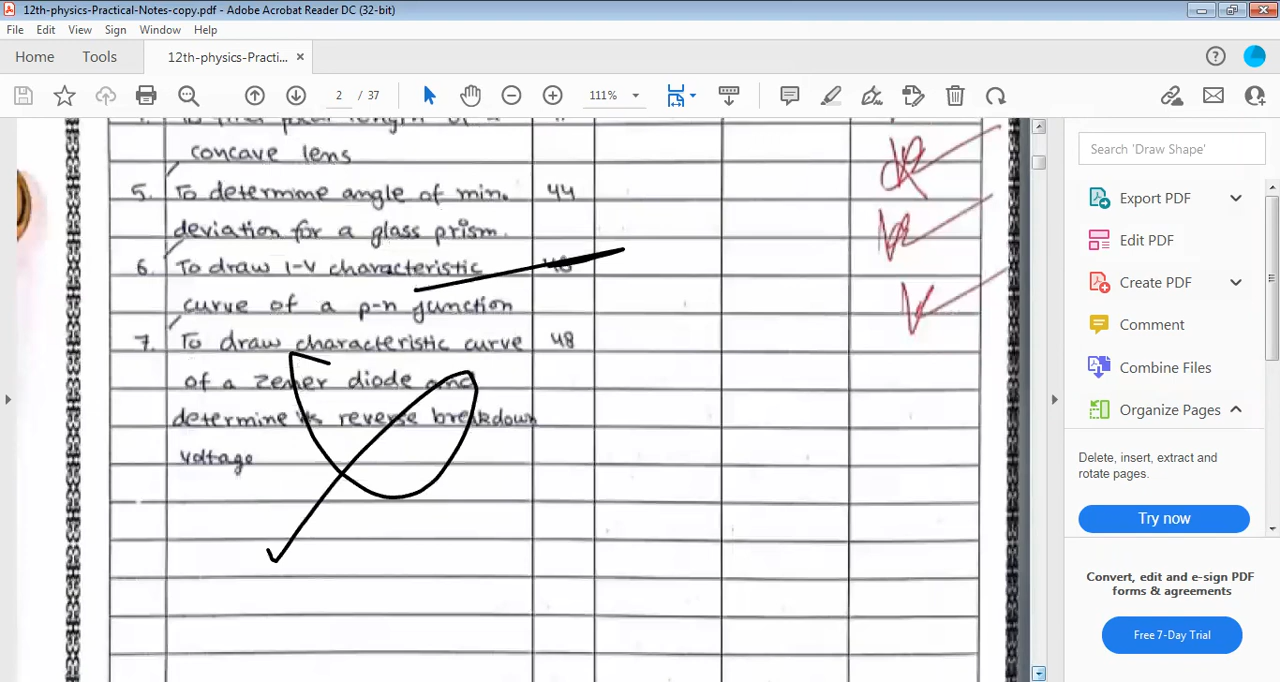 12th-physics-Practical-Notes-copy.pdf - Adobe Acrobat Reader DC (32-bit)
File Edit View Sign Window Help
Home Tools 12th-physics-Practi... ×
2 / 37 111%
concave lens
5. To determine angle of min. 44
deviation for a glass prism.
6. To draw I-V characteristic
curve of a p-n junction
7. To draw characteristic curve 48
of a zener diode and
determine its reverse breakdown
voltage
Search 'Draw Shape'
Export PDF
Edit PDF
Create PDF
Comment
Combine Files
Organize Pages
Delete, insert, extract and
rotate pages.
Try now
Convert, edit and e-sign PDF
forms & agreements
Free 7-Day Trial